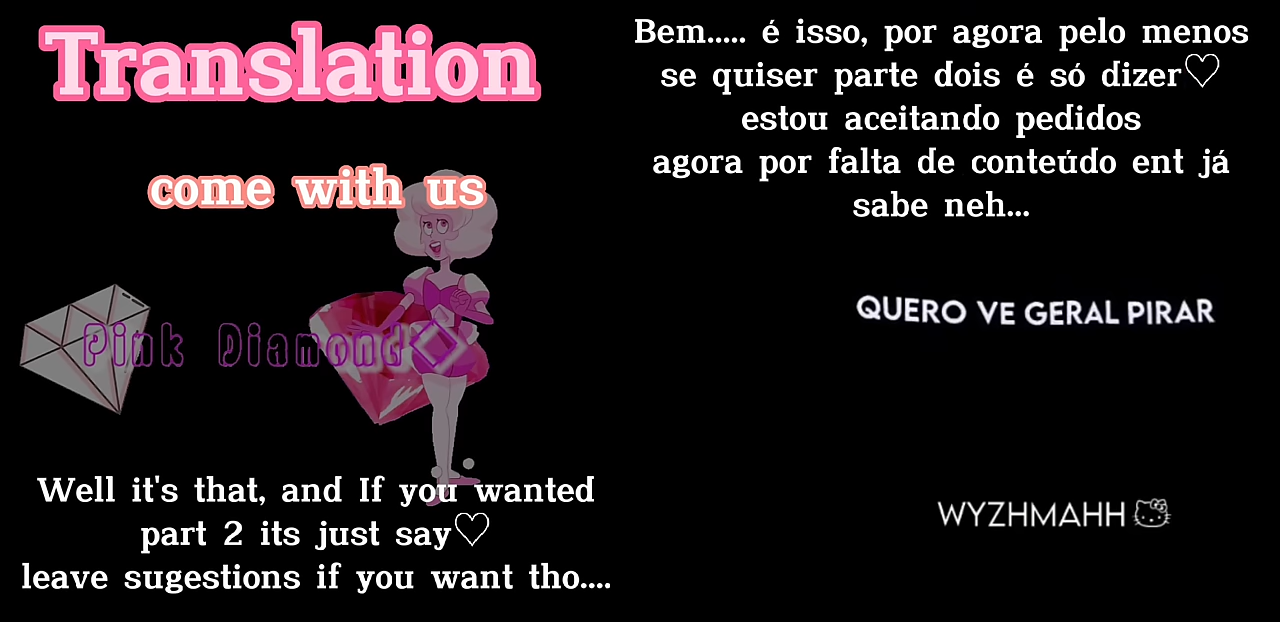 Translation
come with us
Pink Diamond
Well it's that, and If you wanted
part 2 its just say♡
leave sugestions if you want tho....
Bem..... é isso, por agora pelo menos
se quiser parte dois é só dizer♡
estou aceitando pedidos
agora por falta de conteúdo ent já
sabe neh...
QUERO VE GERAL PIRAR
WYZHMAHH